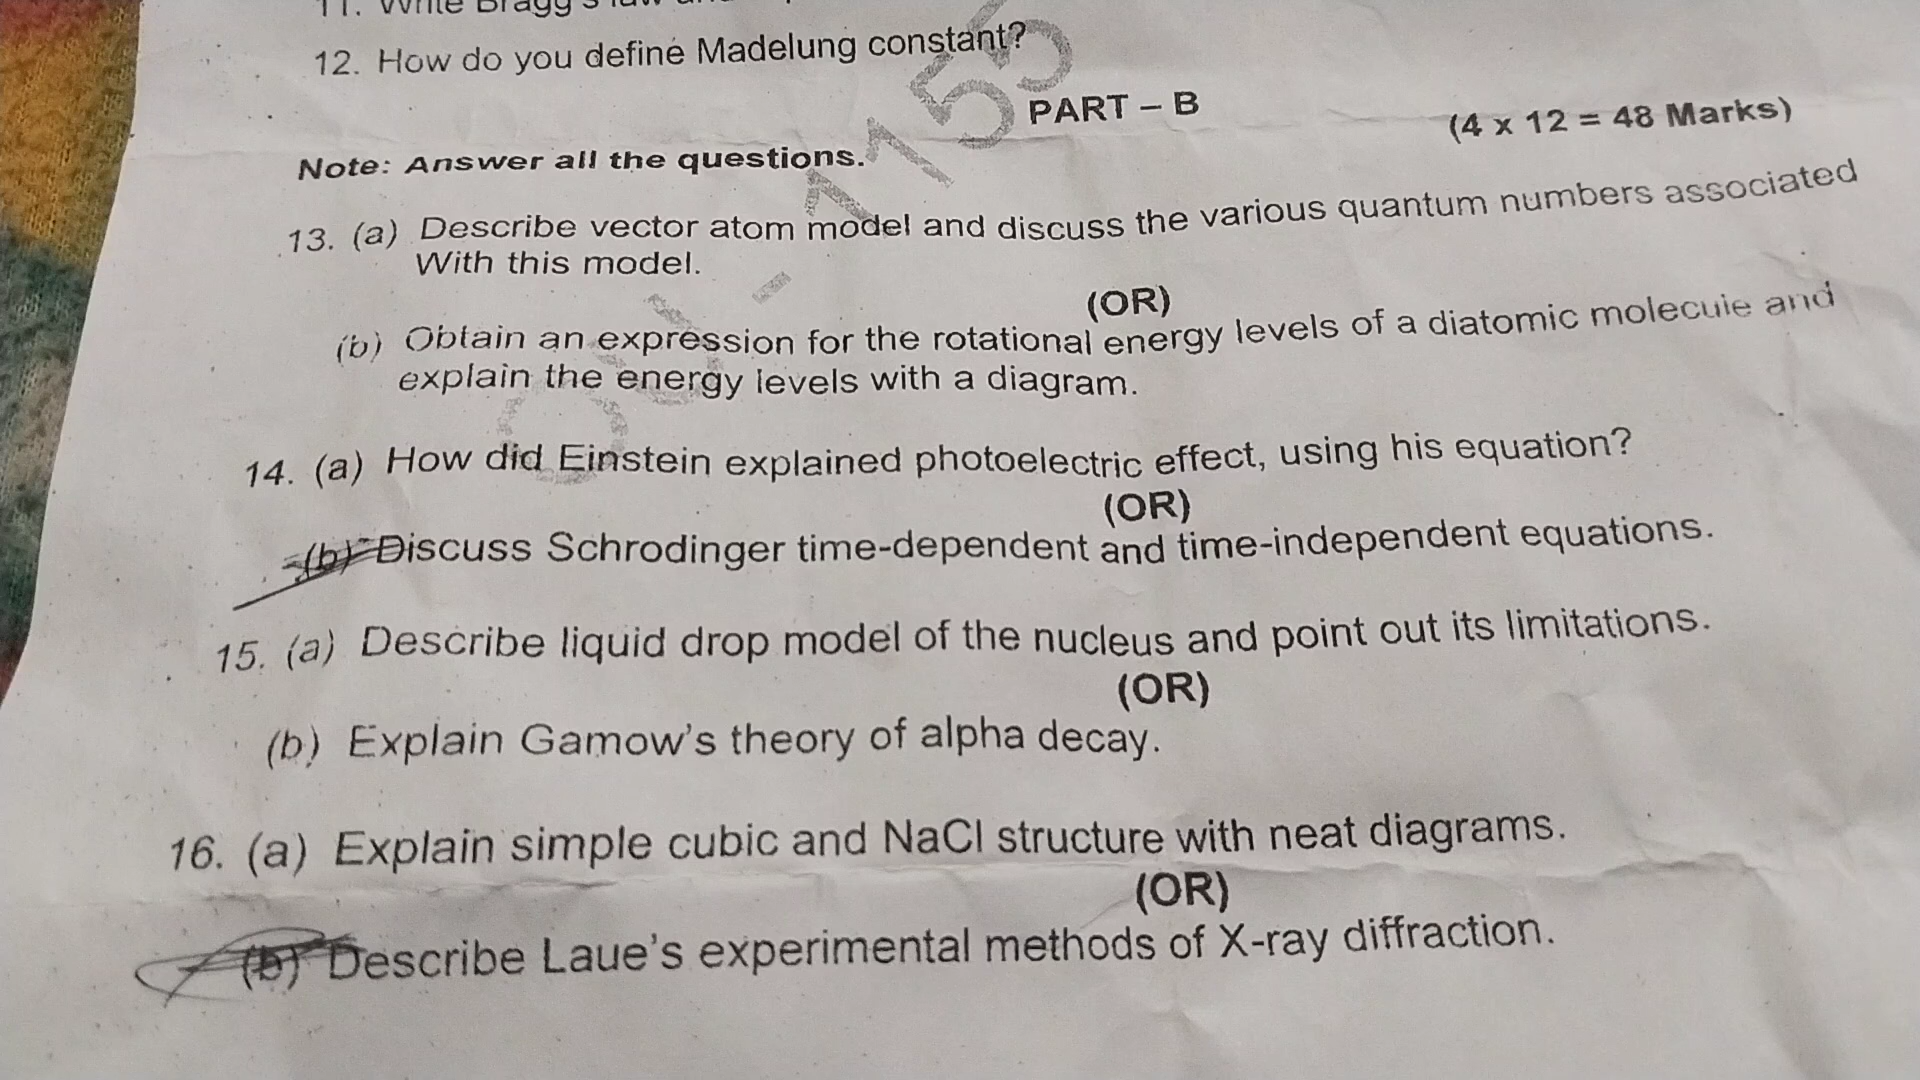 11. Write Bragg's law
12. How do you define Madelung constant?
PART – B
(4 x 12 = 48 Marks)
Note: Answer all the questions.
13. (a) Describe vector atom model and discuss the various quantum numbers associated
With this model.
(OR)
(b) Obtain an expression for the rotational energy levels of a diatomic molecule and
explain the energy levels with a diagram.
14. (a) How did Einstein explained photoelectric effect, using his equation?
(OR)
(b) Discuss Schrodinger time-dependent and time-independent equations.
15. (a) Describe liquid drop model of the nucleus and point out its limitations.
(OR)
(b) Explain Gamow's theory of alpha decay.
16. (a) Explain simple cubic and NaCl structure with neat diagrams.
(OR)
(b) Describe Laue's experimental methods of X-ray diffraction.